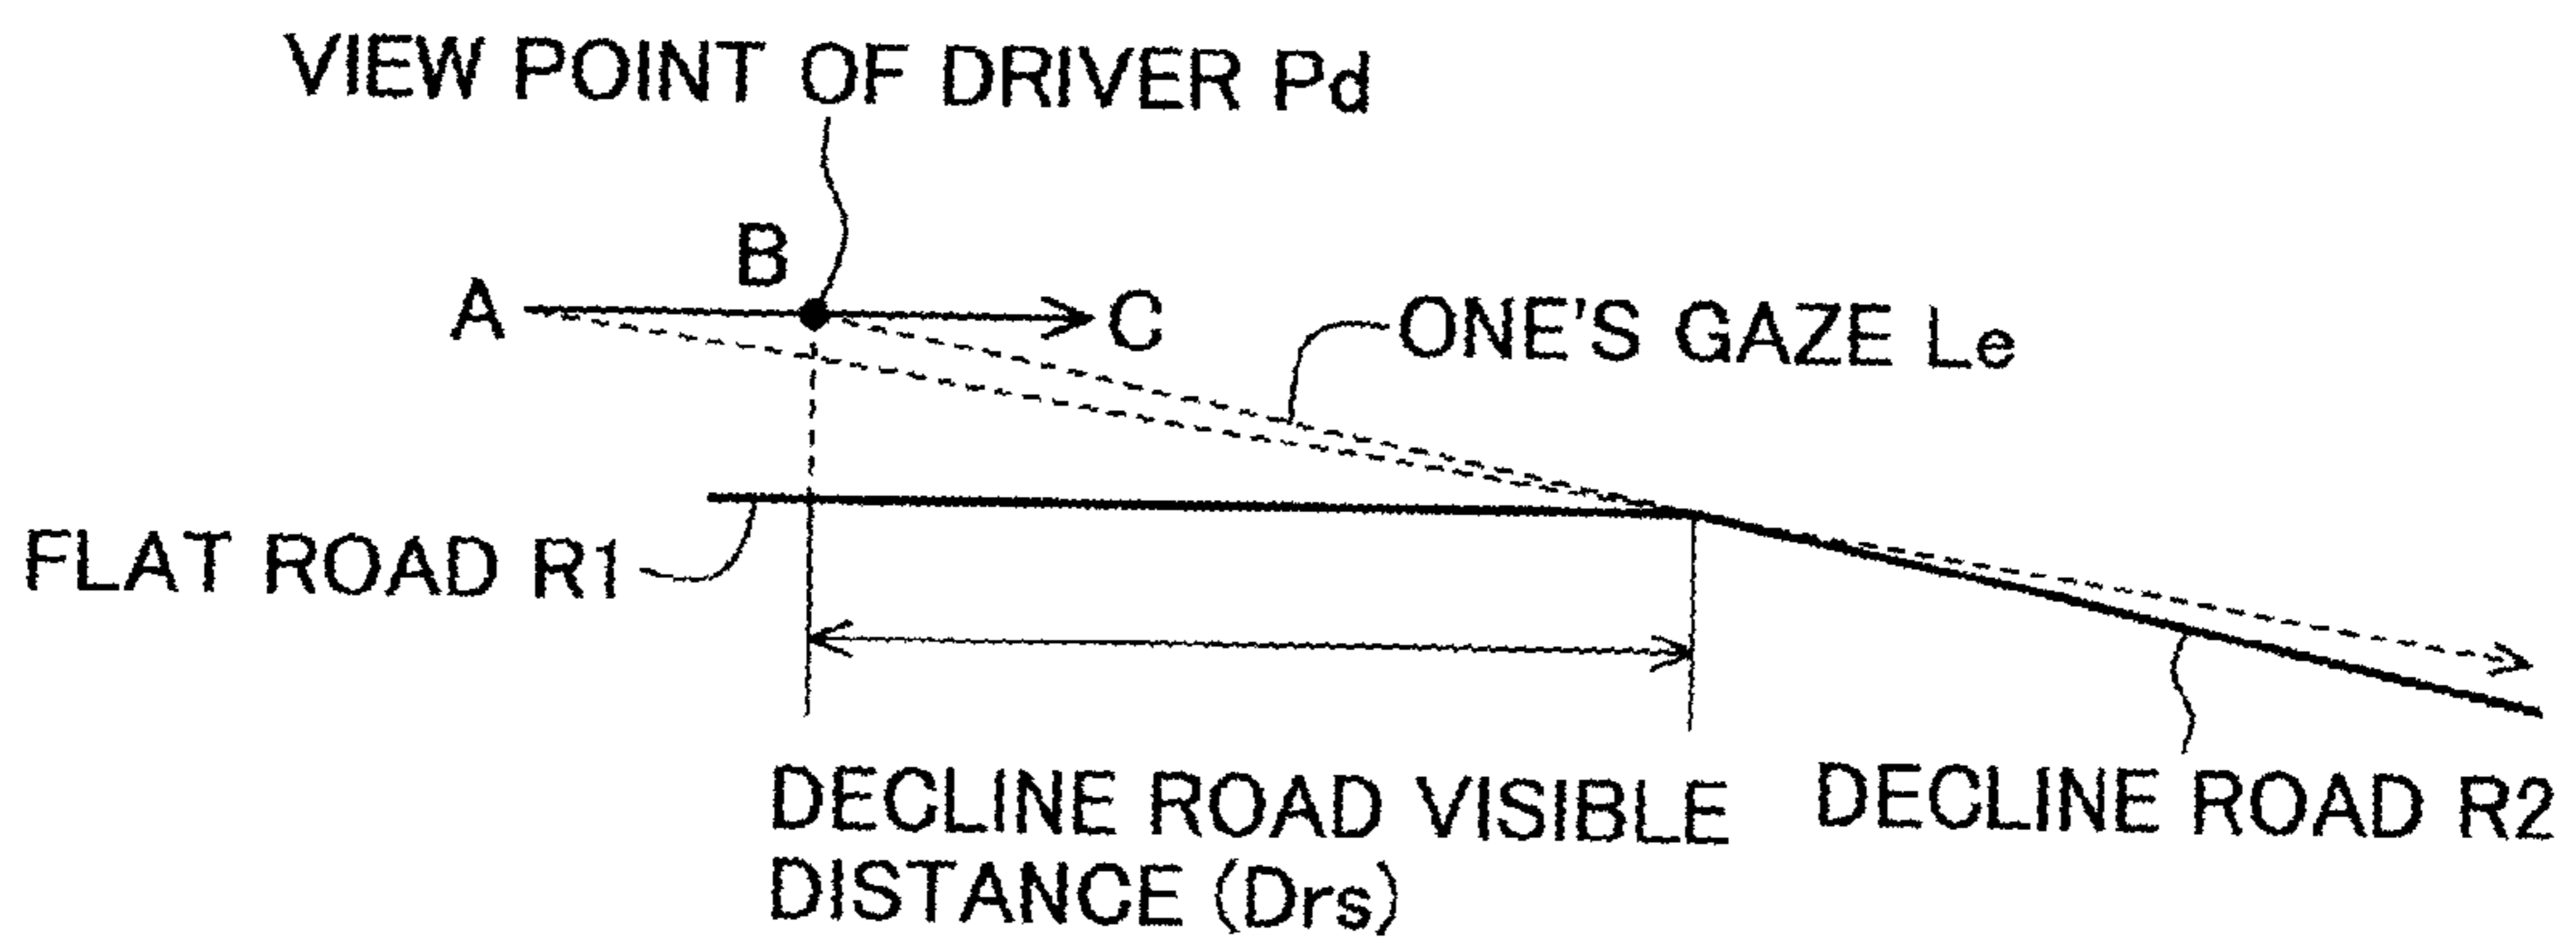 VIEW POINT OF DRIVER Pd
B
A
C
ONE'S GAZE Le
FLAT ROAD R1
DECLINE ROAD VISIBLE
DISTANCE (Drs)
DECLINE ROAD R2